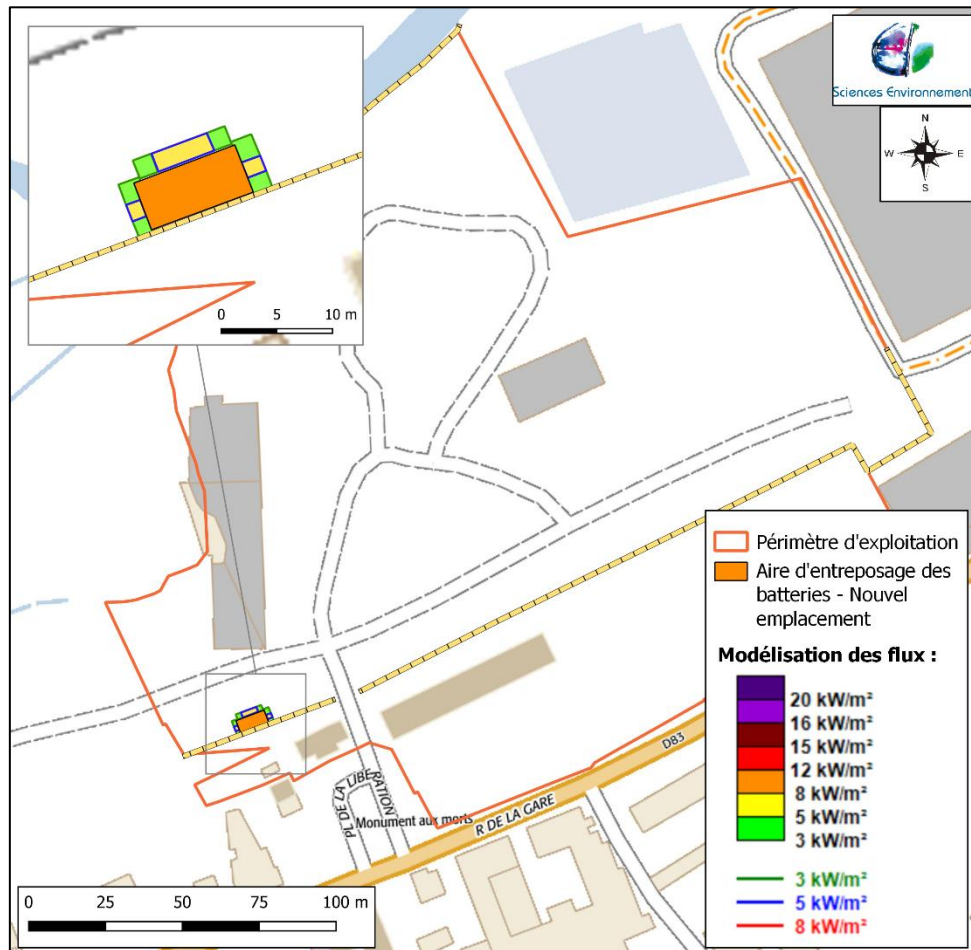 Sciences Environnement
N
W
E
S
0 5 10 m
Périmètre d'exploitation
Aire d'entreposage des
batteries - Nouvel
emplacement
Modélisation des flux :
20 kW/m²
16 kW/m²
15 kW/m²
12 kW/m²
8 kW/m²
5 kW/m²
3 kW/m²
3 kW/m²
5 kW/m²
8 kW/m²
D83
R DE LA GARE
PL DE LA LIBERATION
Monument aux morts
0 25 50 75 100 m